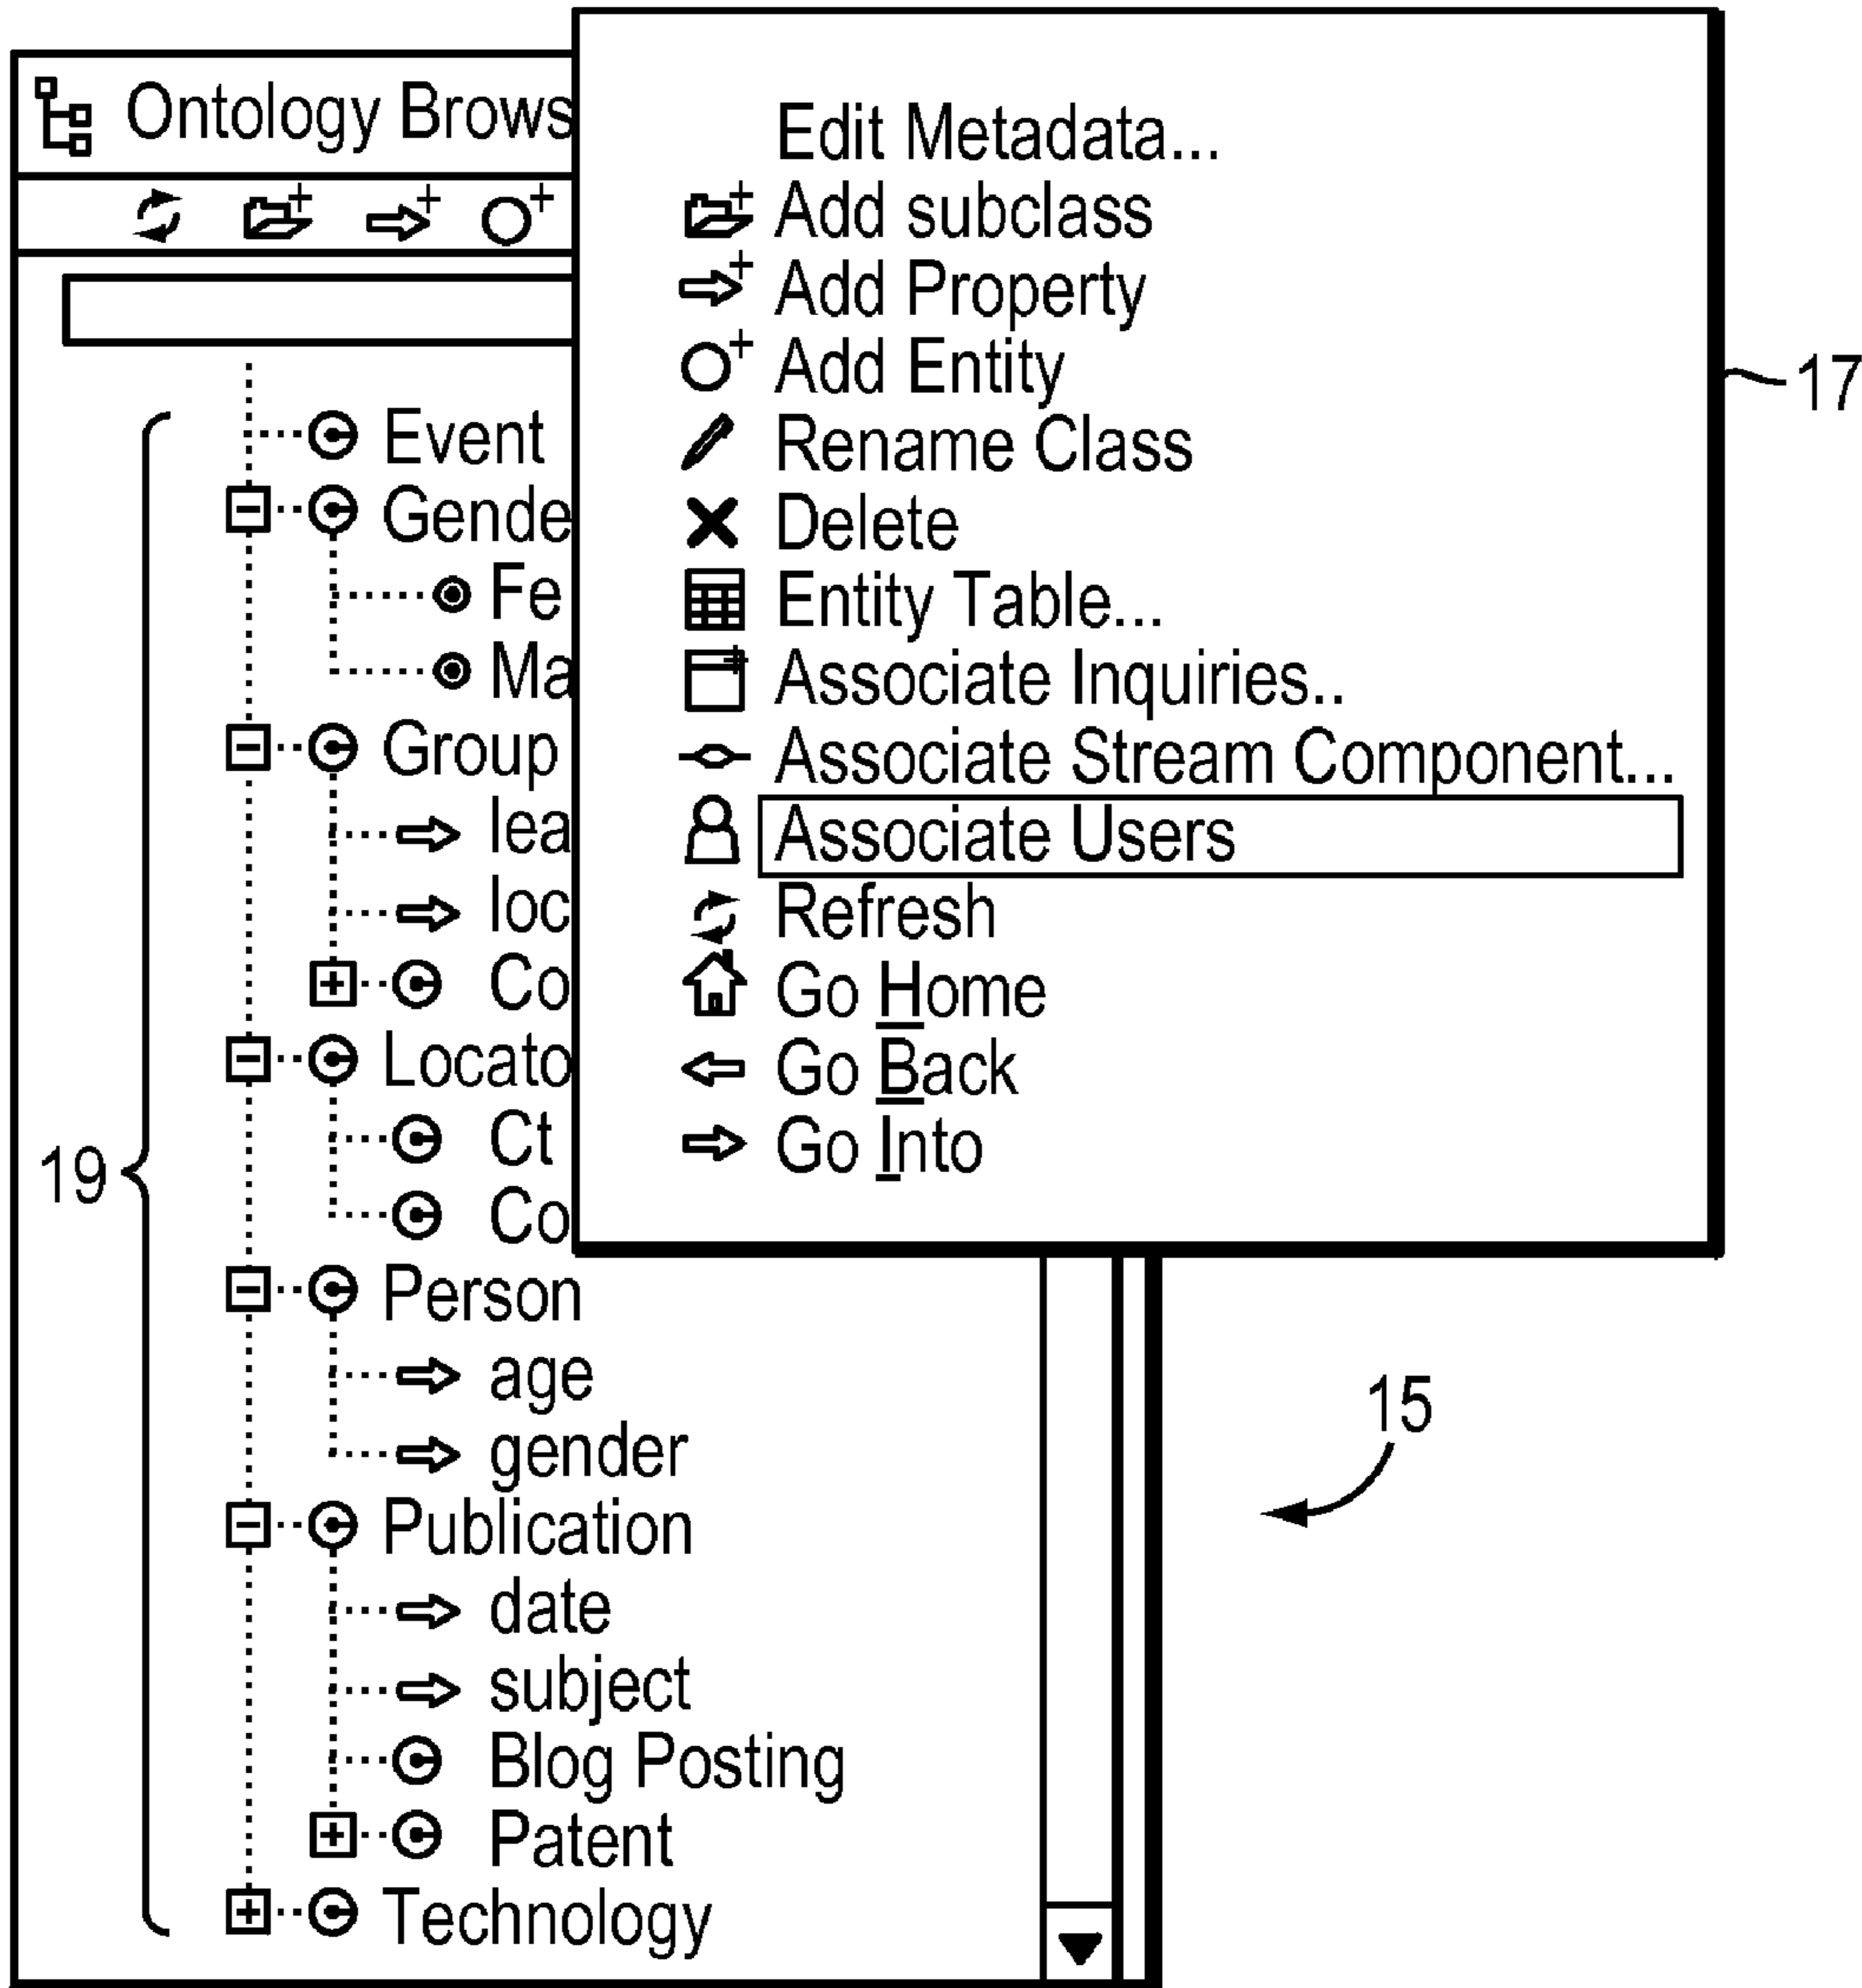 Ontology Brows
Edit Metadata...
Add subclass
Add Property
Add Entity
Rename Class
Delete
Entity Table...
Associate Inquiries..
Associate Stream Component...
Associate Users
Refresh
Go Home
Go Back
Go Into
17
Event
Gende
Fe
Ma
Group
lea
loc
Co
Locato
Ct
Co
Person
age
gender
Publication
date
subject
Blog Posting
Patent
Technology
19
15